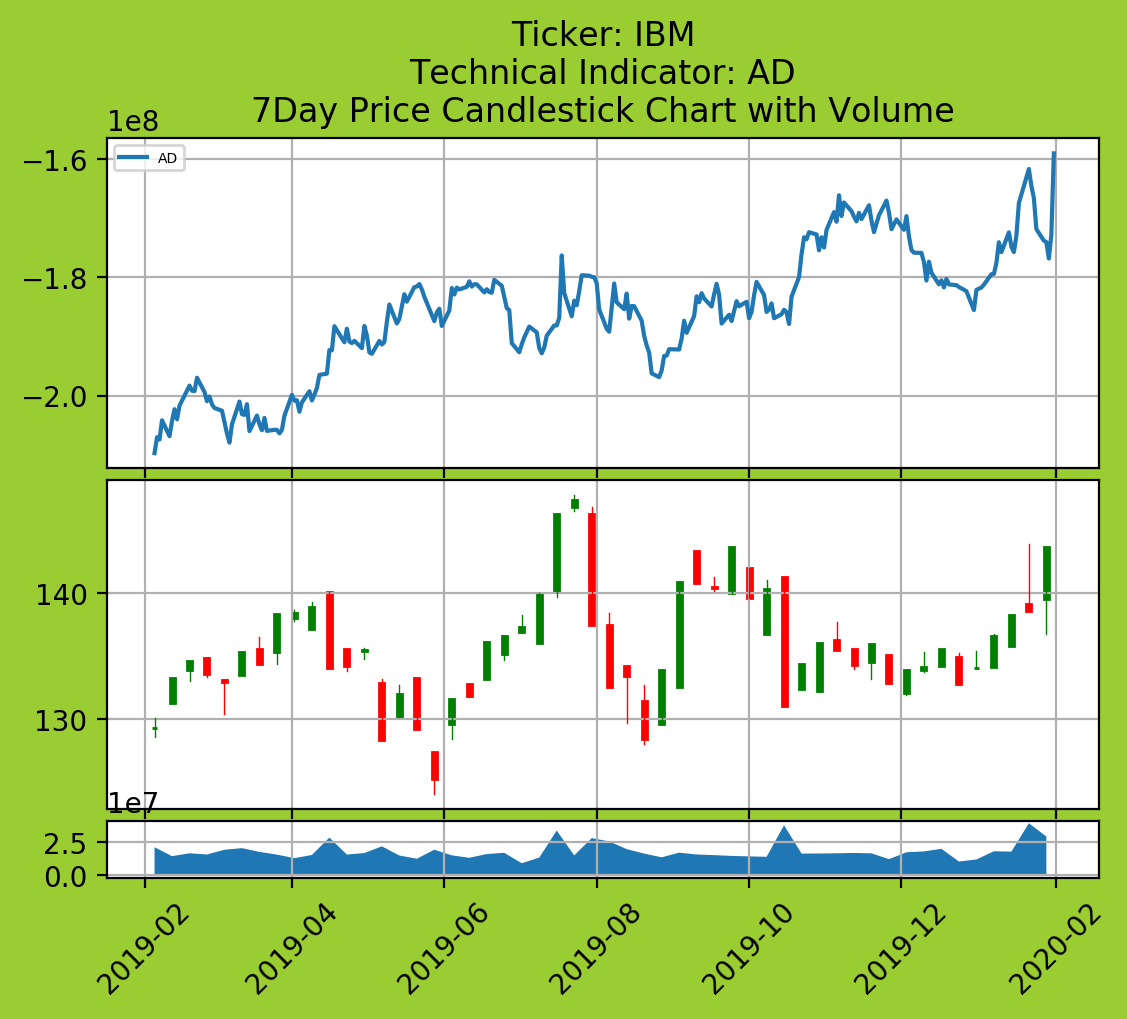 Ticker: IBM
Technical Indicator: AD
7Day Price Candlestick Chart with Volume
1e8
AD
−1.6
−1.8
−2.0
140
130
1e7
2.5
0.0
2019-02 2019-04 2019-06 2019-08 2019-10 2019-12 2020-02